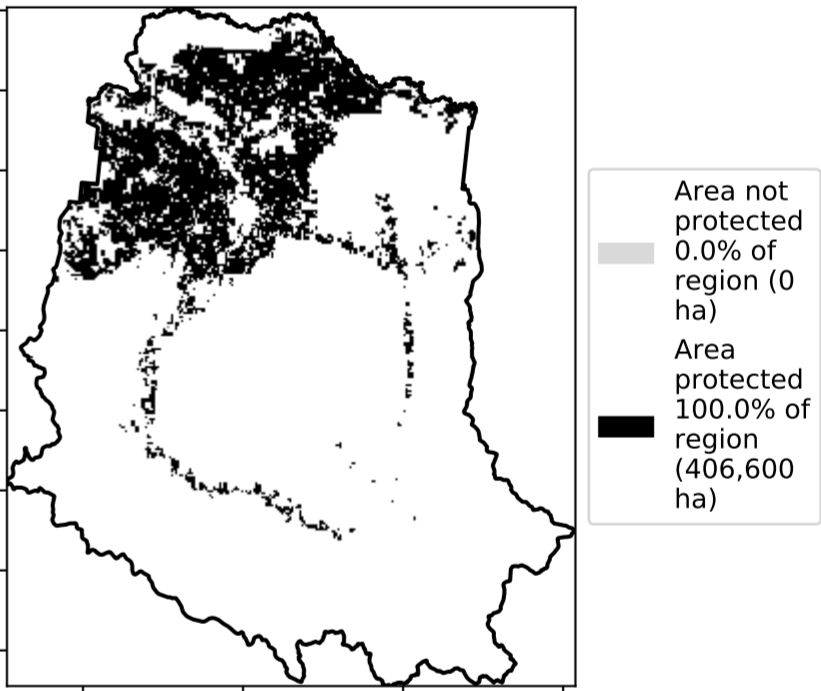 Area not
protected
0.0% of
region (0
ha)
Area
protected
100.0% of
region
(406,600
ha)